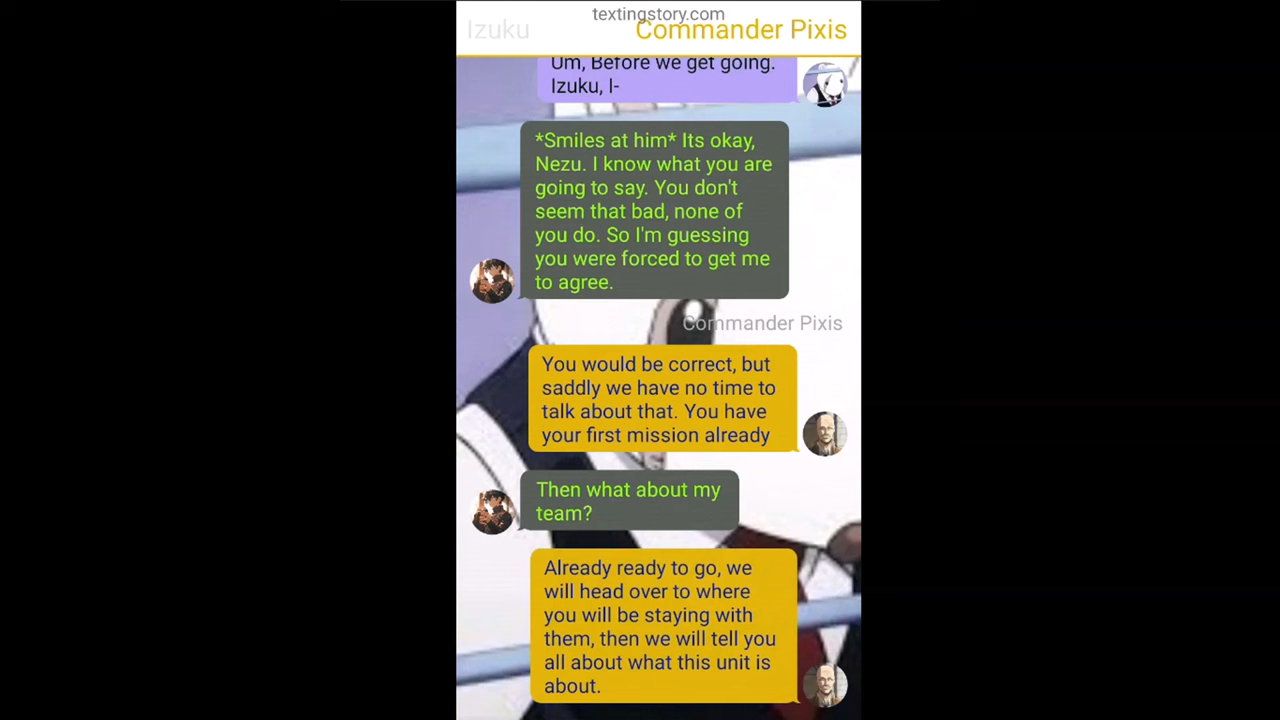 textingstory.com
Izuku
Commander Pixis
Um, Before we get going.
Izuku, I-
*Smiles at him* Its okay,
Nezu. I know what you are
going to say. You don't
seem that bad, none of
you do. So I'm guessing
you were forced to get me
to agree.
Commander Pixis
You would be correct, but
saddly we have no time to
talk about that. You have
your first mission already
Then what about my
team?
Already ready to go, we
will head over to where
you will be staying with
them, then we will tell you
all about what this unit is
about.